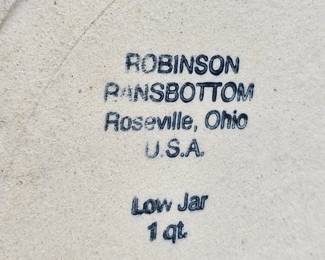 ROBINSON
RANSBOTTOM
Roseville, Ohio
U.S.A.
Low Jar
1 qt.